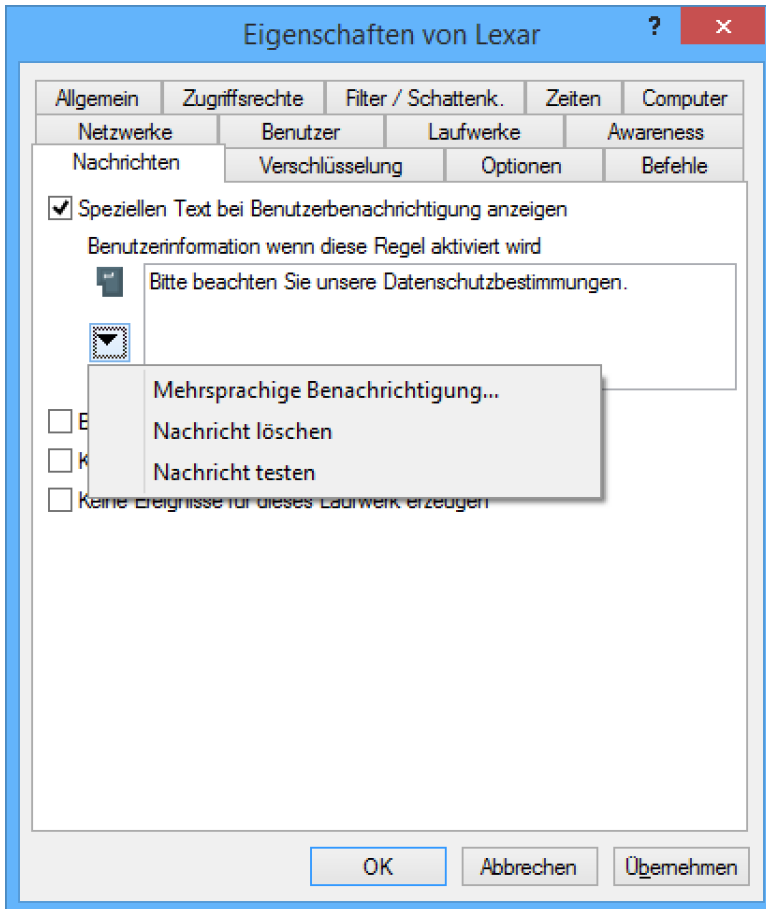 Eigenschaften von Lexar ?
Allgemein Zugriffsrechte Filter / Schattenk. Zeiten Computer
Netzwerke Benutzer Laufwerke Awareness
Nachrichten Verschlüsselung Optionen Befehle
Speziellen Text bei Benutzerbenachrichtigung anzeigen
Benutzerinformation wenn diese Regel aktiviert wird
Bitte beachten Sie unsere Datenschutzbestimmungen.
Mehrsprachige Benachrichtigung...
Nachricht löschen
Nachricht testen
Keine Ereignisse für dieses Laufwerk erzeugen
OK Abbrechen Übernehmen